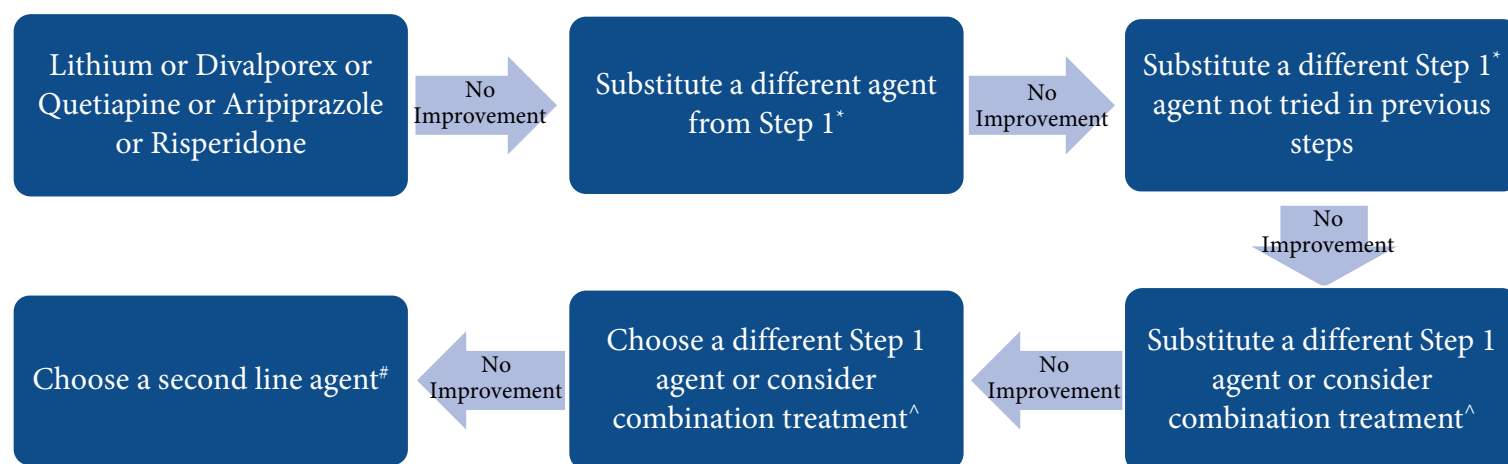 Lithium or Divalporex or
Quetiapine or Aripiprazole
or Risperidone
No
Improvement
Substitute a different agent
from Step 1*
No
Improvement
Substitute a different Step 1*
agent not tried in previous
steps
No
Improvement
Substitute a different Step 1
agent or consider
combination treatment^
No
Improvement
Choose a different Step 1
agent or consider
combination treatment^
No
Improvement
Choose a second line agent#